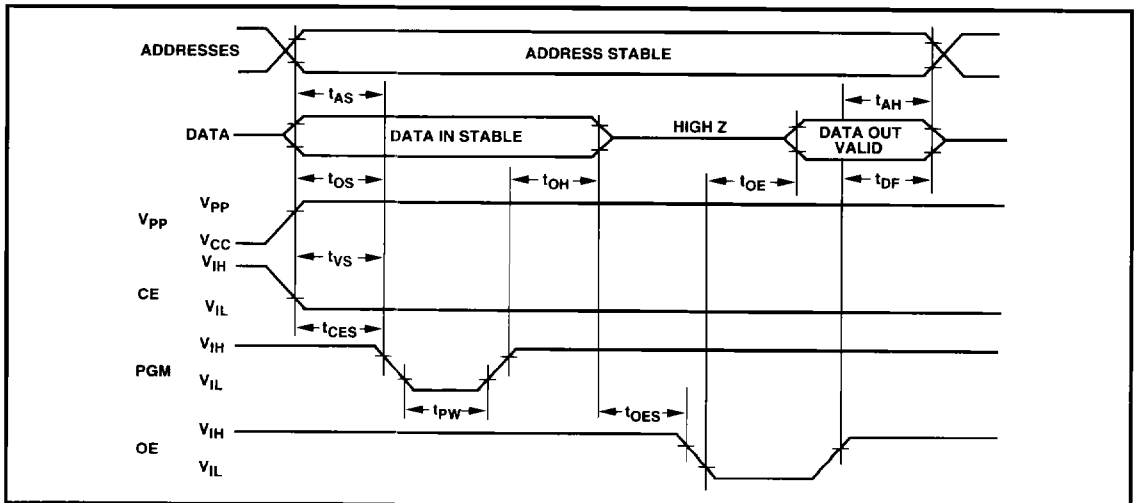 ADDRESSES
ADDRESS STABLE
tAS
tAH
DATA
DATA IN STABLE
HIGH Z
DATA OUT
VALID
tOS
tOH
tOE
tDF
VPP
VPP
VCC
tVS
CE
VIH
VIL
tCES
PGM
VIH
VIL
tPW
tOES
OE
VIH
VIL